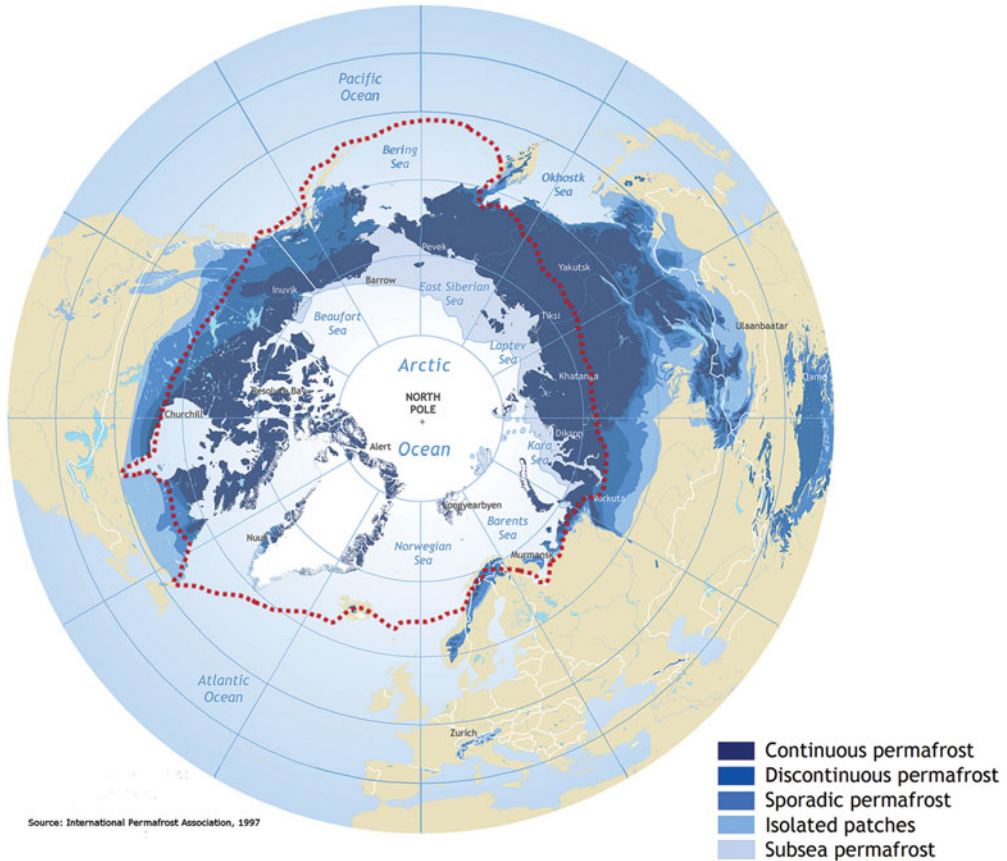 Pacific
Ocean
Bering
Sea
Okhostk
Sea
Pevek
Yakutsk
Inuvik
Barrow
East Siberian
Sea
Beaufort
Sea
Tiksi
Ulaanbaatar
Laptev
Sea
Arctic
Khatanga
Qamdo
Resolute Bay
NORTH
POLE
Churchill
Dikson
Alert
Ocean
Kara
Sea
Vorkuta
Longyearbyen
Barents
Sea
Nuuk
Norwegian
Sea
Murmansk
Atlantic
Ocean
Zurich
Continuous permafrost
Discontinuous permafrost
Sporadic permafrost
Isolated patches
Subsea permafrost
Source: International Permafrost Association, 1997